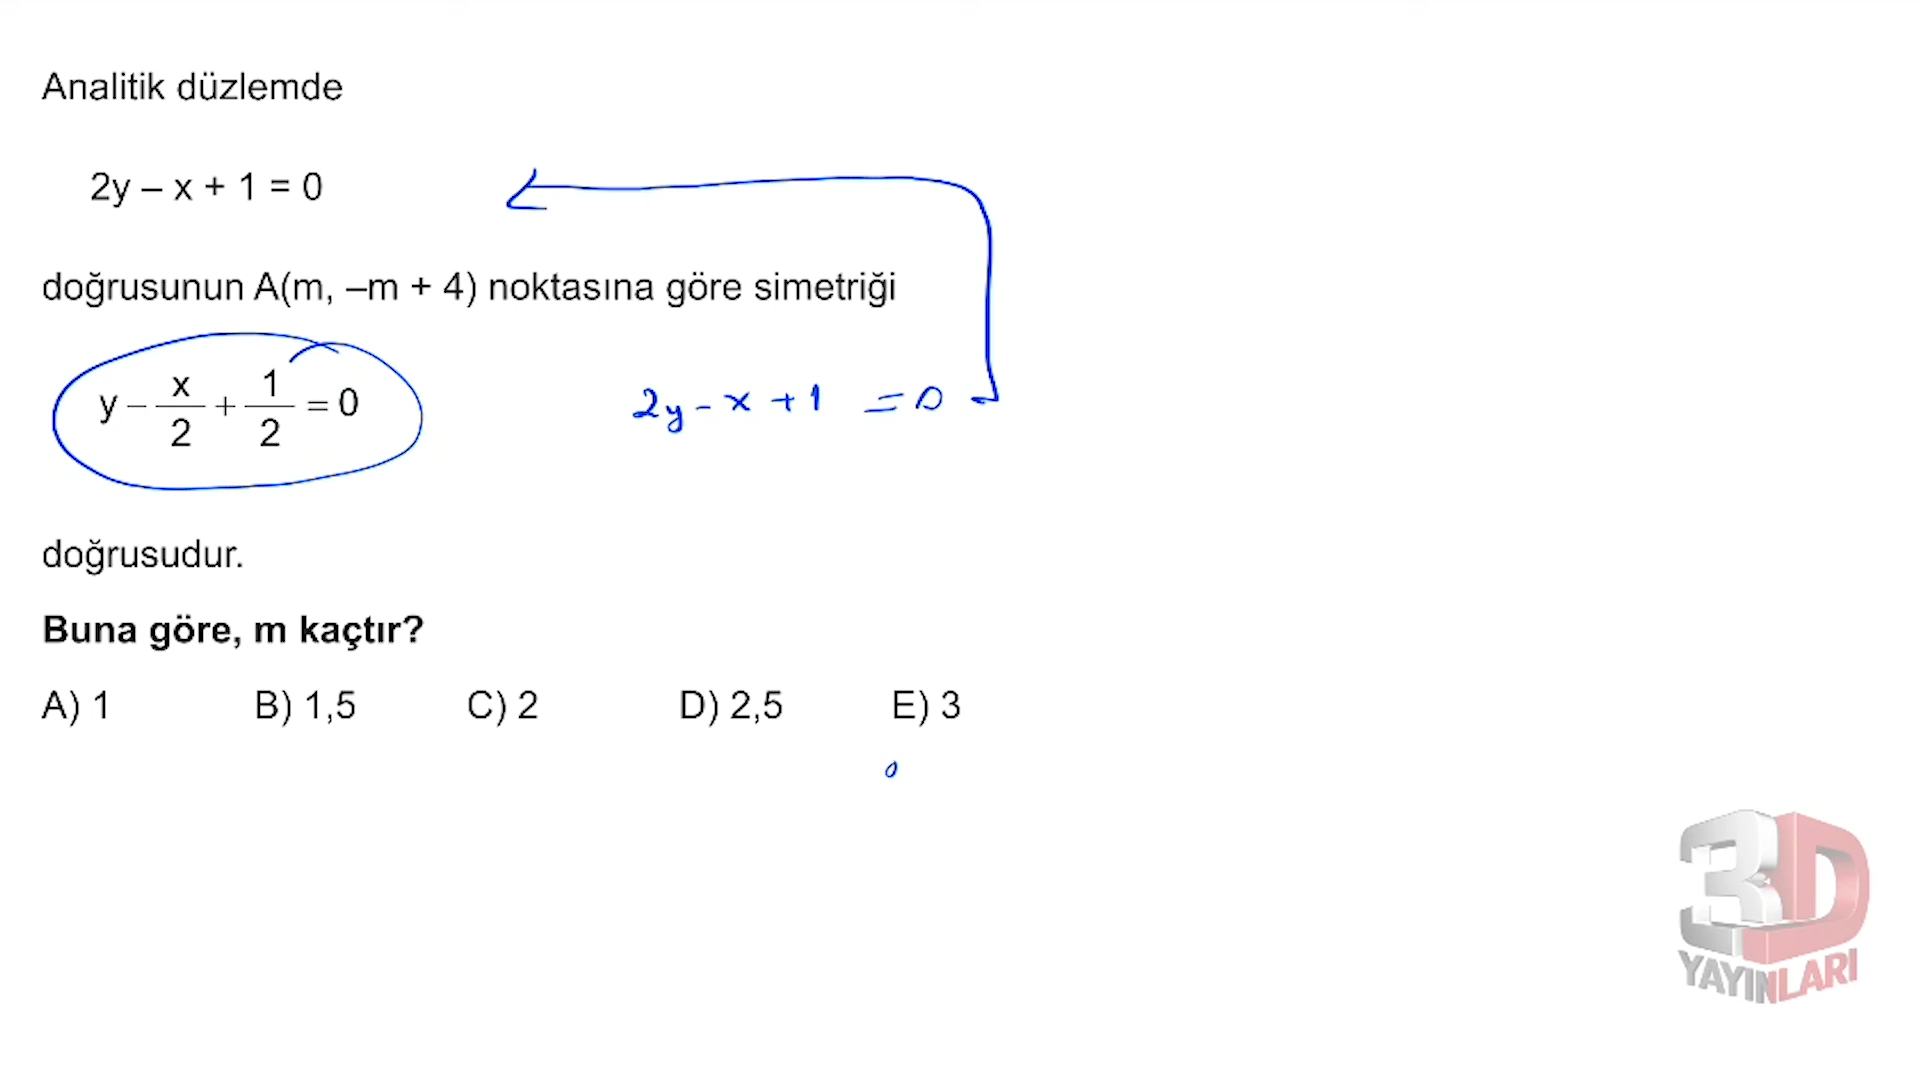 Analitik düzlemde
2y – x + 1 = 0
doğrusunun A(m, –m + 4) noktasına göre simetriği
y – x/2 + 1/2 = 0
2y - x + 1 = 0
doğrusudur.
Buna göre, m kaçtır?
A) 1 B) 1,5 C) 2 D) 2,5 E) 3
3D
YAYINLARI